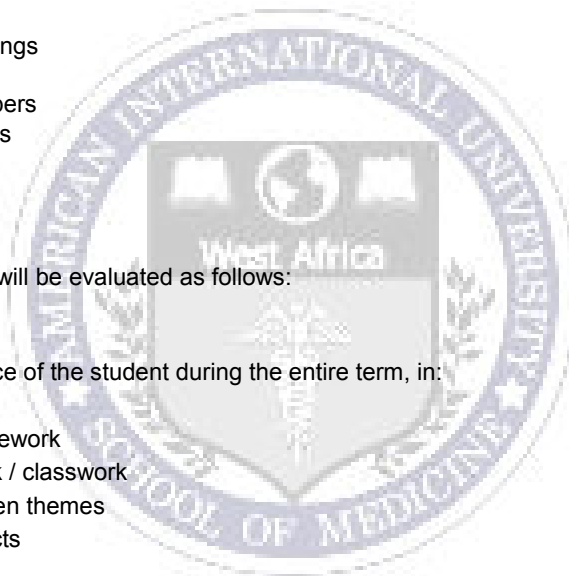 ngs
pers
s
AMERICAN INTERNATIONAL UNIVERSITY
West Africa
will be evaluated as follows:
ce of the student during the entire term, in:
ework
k / classwork
en themes
cts
SCHOOL OF MEDICINE